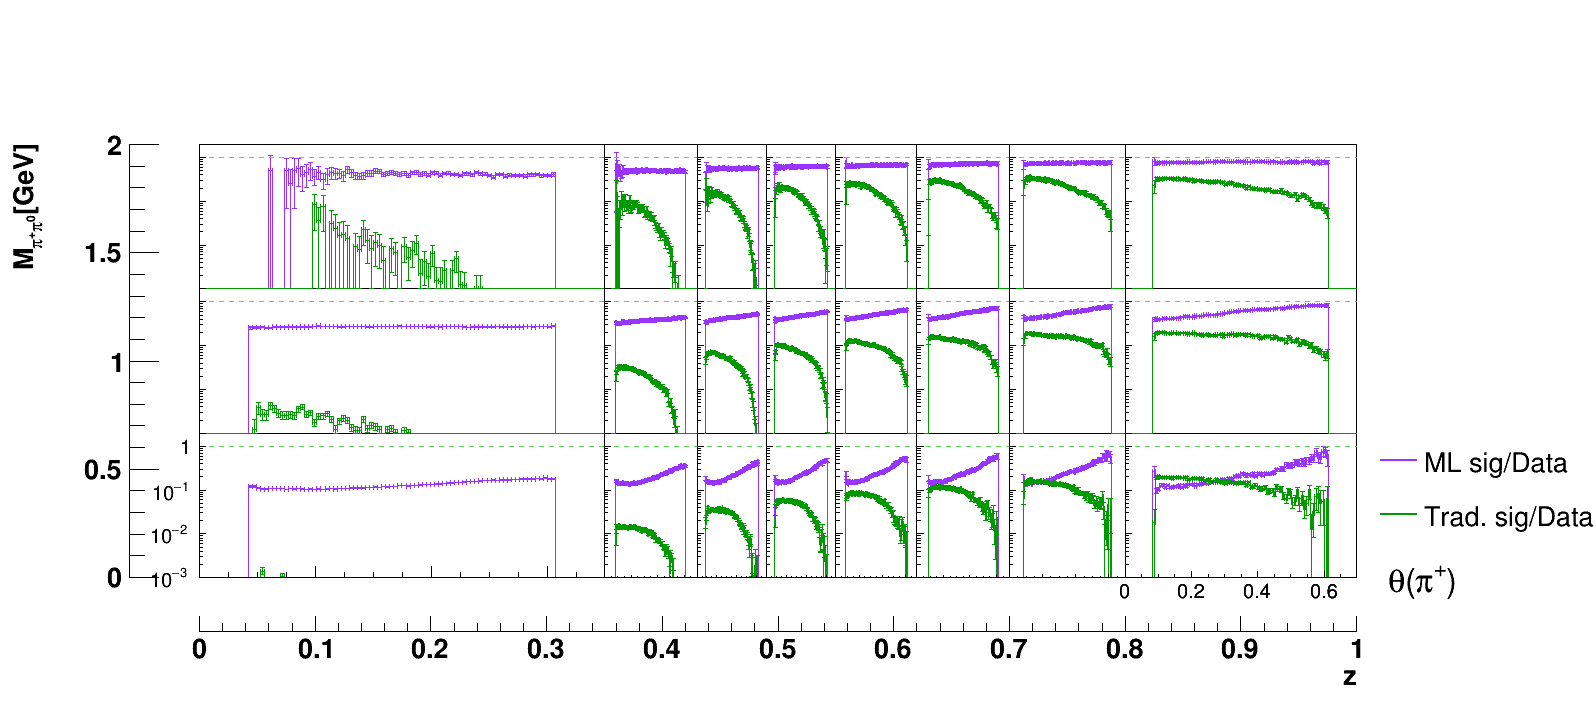 M_{π⁺π⁰}[GeV]
2
1.5
1
0.5
0
1
10⁻¹
10⁻²
10⁻³
ML sig/Data
Trad. sig/Data
0 0.2 0.4 0.6
θ(π⁺)
0 0.1 0.2 0.3 0.4 0.5 0.6 0.7 0.8 0.9 1
z